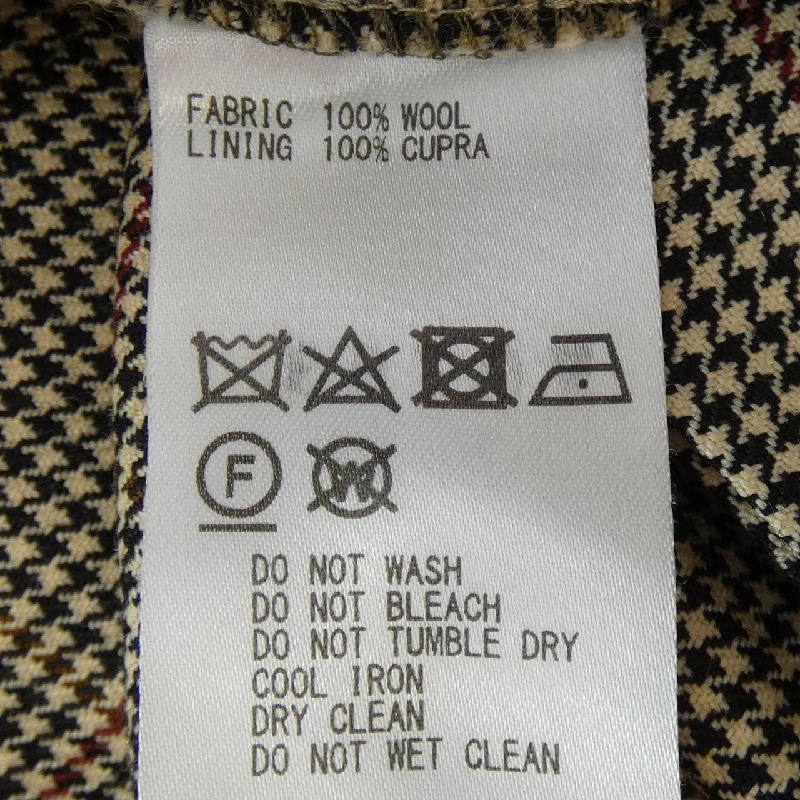 FABRIC 100% WOOL
LINING 100% CUPRA
F W
DO NOT WASH
DO NOT BLEACH
DO NOT TUMBLE DRY
COOL IRON
DRY CLEAN
DO NOT WET CLEAN